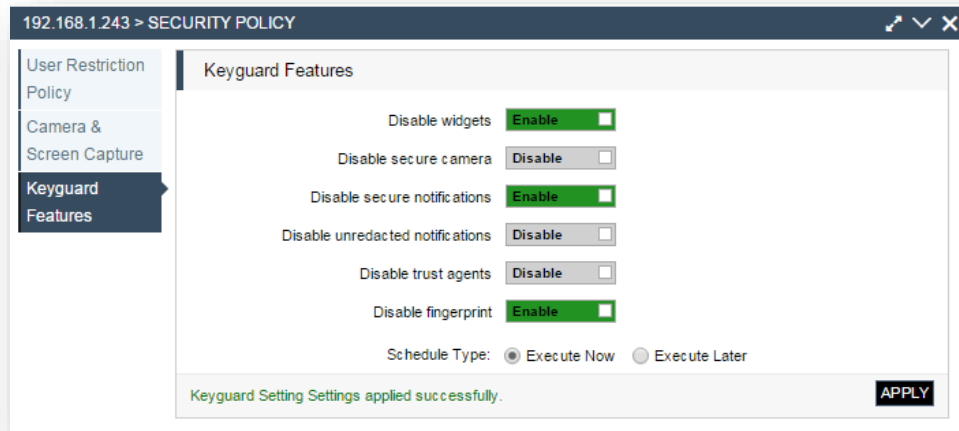 192.168.1.243 > SECURITY POLICY
User Restriction
Policy
Camera &
Screen Capture
Keyguard
Features
Keyguard Features
Disable widgets Enable
Disable secure camera Disable
Disable secure notifications Enable
Disable unredacted notifications Disable
Disable trust agents Disable
Disable fingerprint Enable
Schedule Type: Execute Now Execute Later
Keyguard Setting Settings applied successfully. APPLY